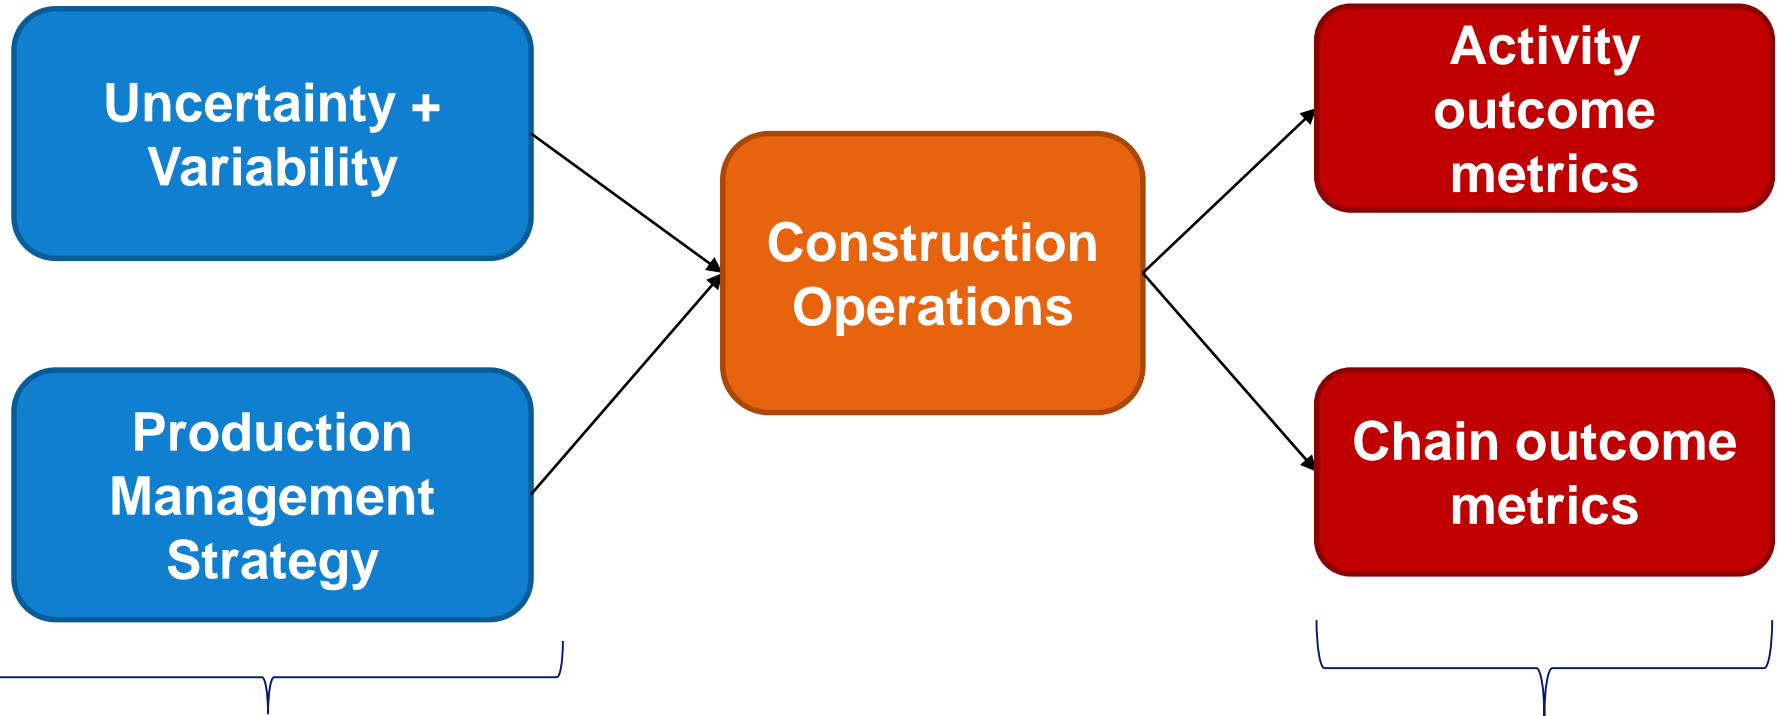 Uncertainty +
Variability
Production
Management
Strategy
Construction
Operations
Activity
outcome
metrics
Chain outcome
metrics